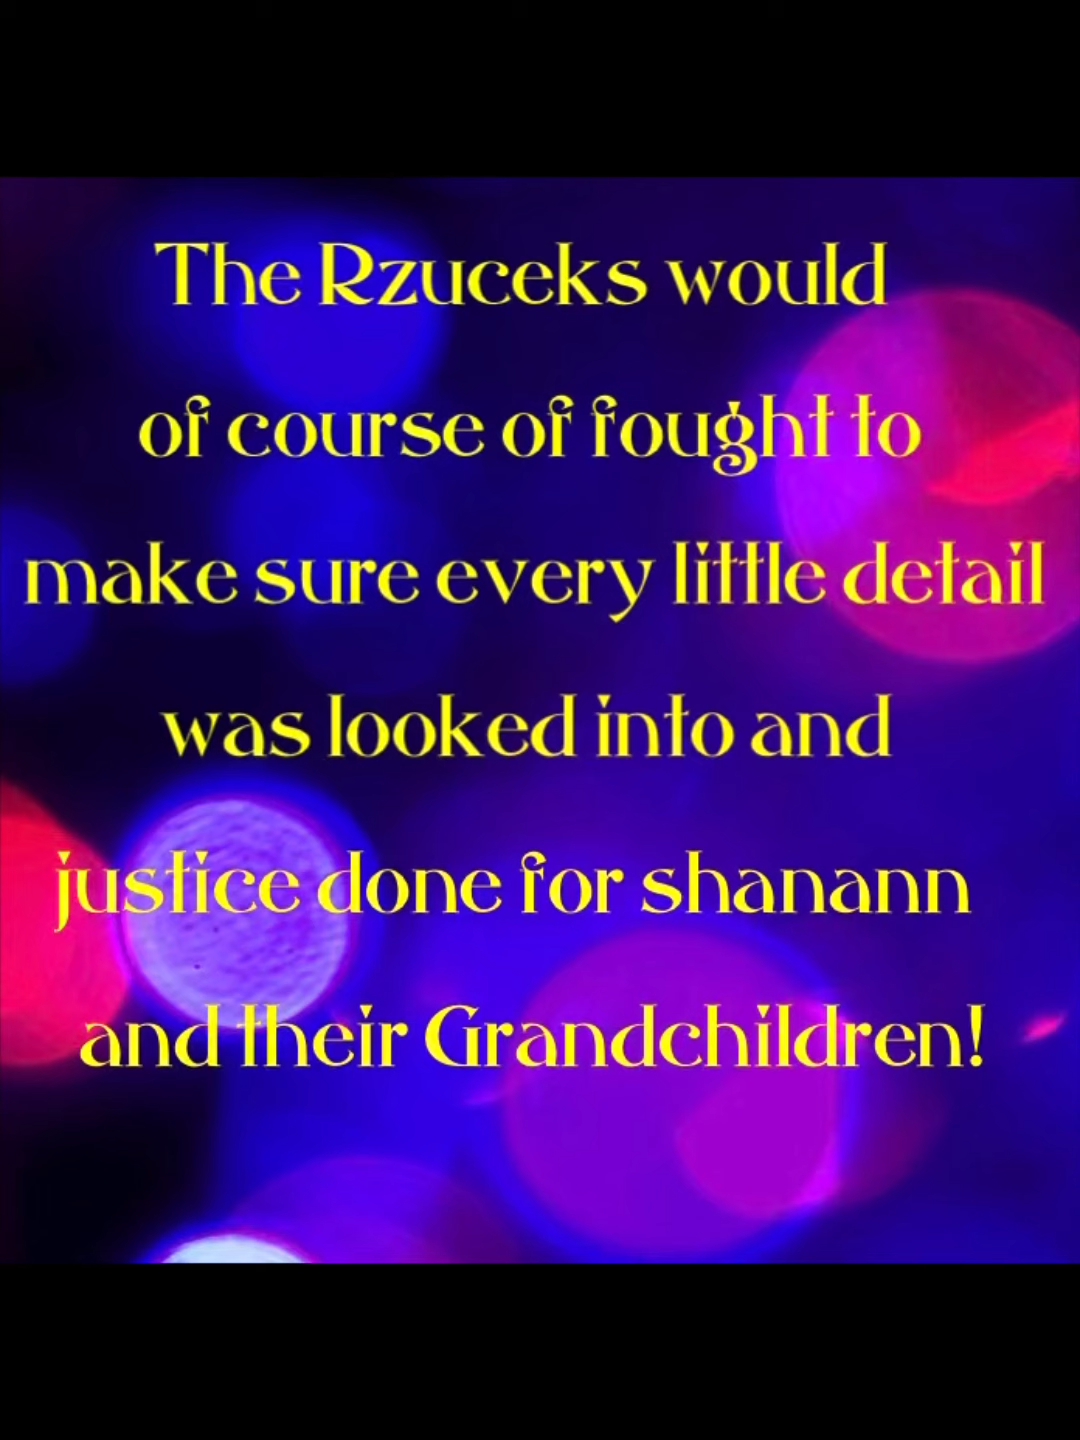 The Rzuceks would
of course of fought to
make sure every little detail
was looked into and
justice done for shanann
and their Grandchildren!